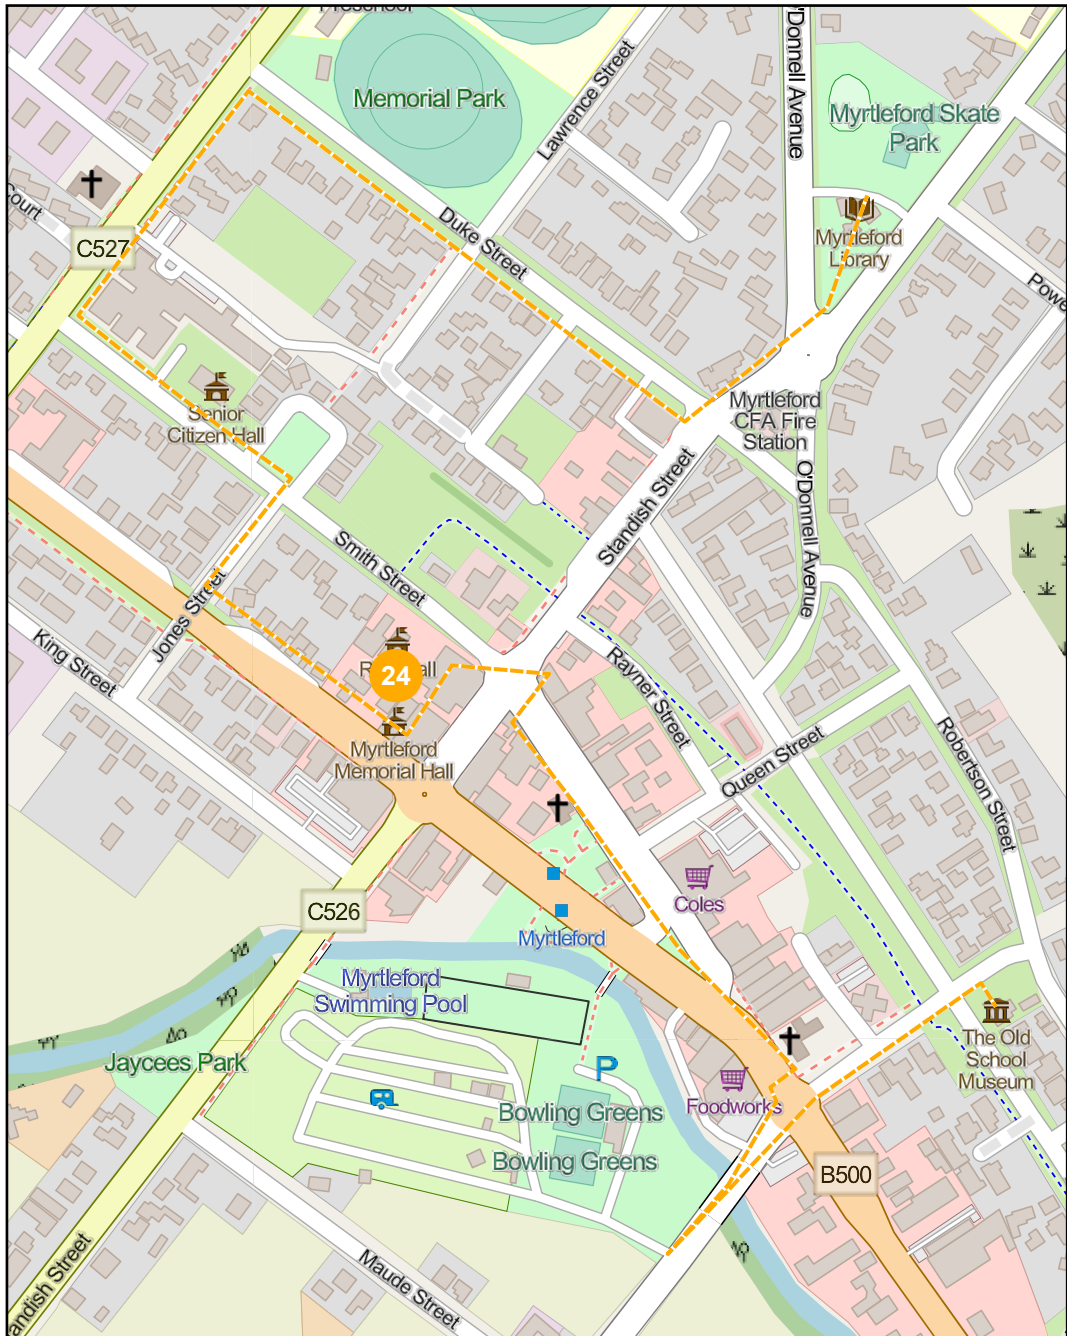 Preschool
O'Donnell Avenue
Lawrence Street
Memorial Park
Myrtleford Skate
Park
Court
C527
Duke Street
Myrtleford
Library
Powe
Senior
Citizen Hall
Myrtleford
CFA Fire
Station
Standish Street
O'Donnell Avenue
Smith Street
Jones Street
King Street
24
Myrtleford
Memorial Hall
Rayner Street
Queen Street
Robertson Street
Coles
C526
Myrtleford
Myrtleford
Swimming Pool
Jaycees Park
The Old
School
Museum
P
Foodworks
Bowling Greens
Bowling Greens
B500
Maude Street
andish Street